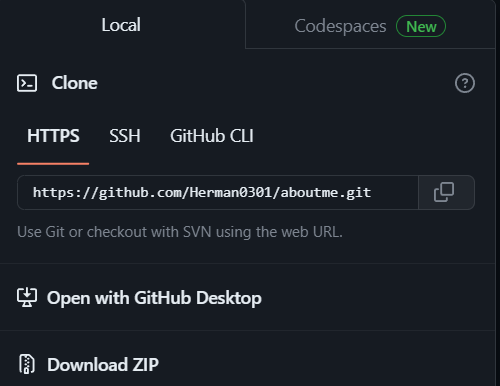 Local
Codespaces New
Clone
HTTPS SSH GitHub CLI
https://github.com/Herman0301/aboutme.git
Use Git or checkout with SVN using the web URL.
Open with GitHub Desktop
Download ZIP